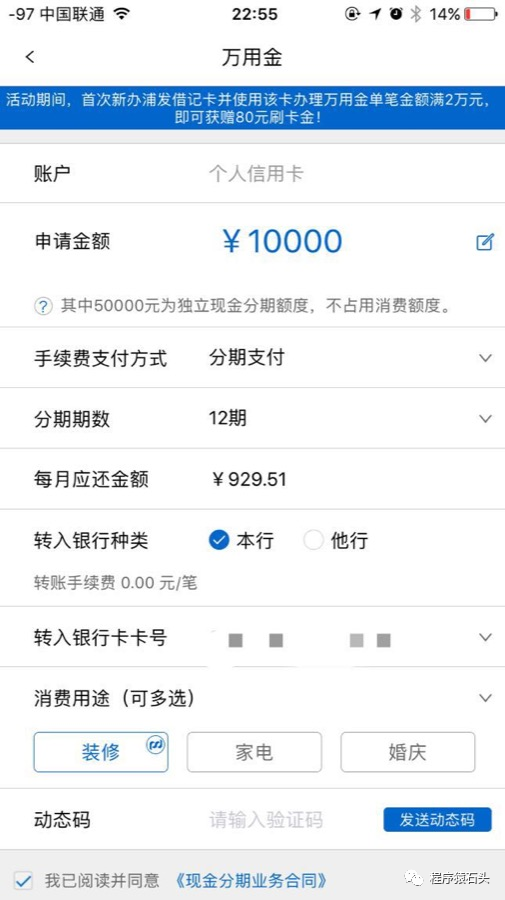 -97 中国联通 22:55 14%
万用金
活动期间，首次新办浦发借记卡并使用该卡办理万用金单笔金额满2万元，
即可获赠80元刷卡金！
账户 个人信用卡
申请金额 ￥10000
? 其中50000元为独立现金分期额度，不占用消费额度。
手续费支付方式 分期支付
分期期数 12期
每月应还金额 ￥929.51
转入银行种类 本行 他行
转账手续费 0.00 元/笔
转入银行卡卡号
消费用途（可多选）
装修 家电 婚庆
动态码 请输入验证码 发送动态码
我已阅读并同意 《现金分期业务合同》
程序猿石头